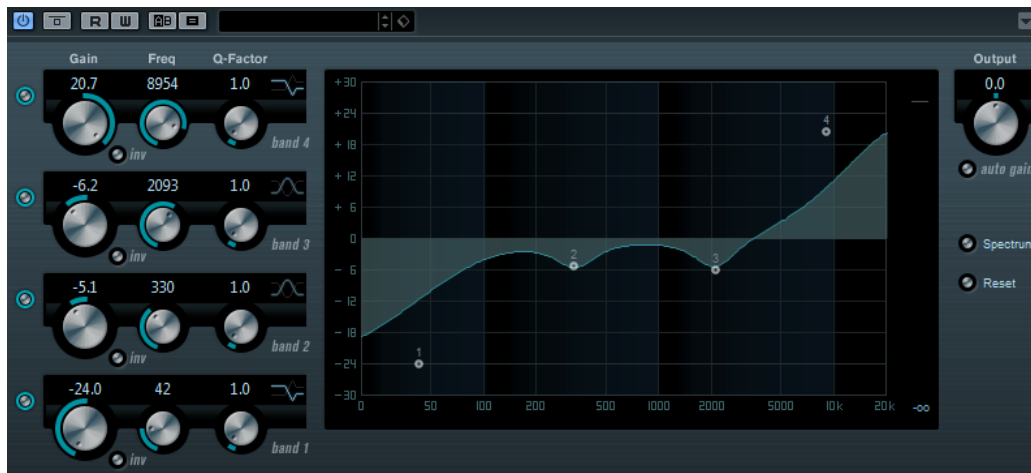 R W AB
Gain Freq Q-Factor Output
20.7 8954 1.0 0.0
inv band 4
auto gain
-6.2 2093 1.0
inv band 3
Spectrum
-5.1 330 1.0
Reset
inv band 2
-24.0 42 1.0
inv band 1
+30
+24
+18
+12
+6
0
-6
-12
-18
-24
-30
1 2 3 4
0 50 100 200 500 1000 2000 5000 10k 20k -∞